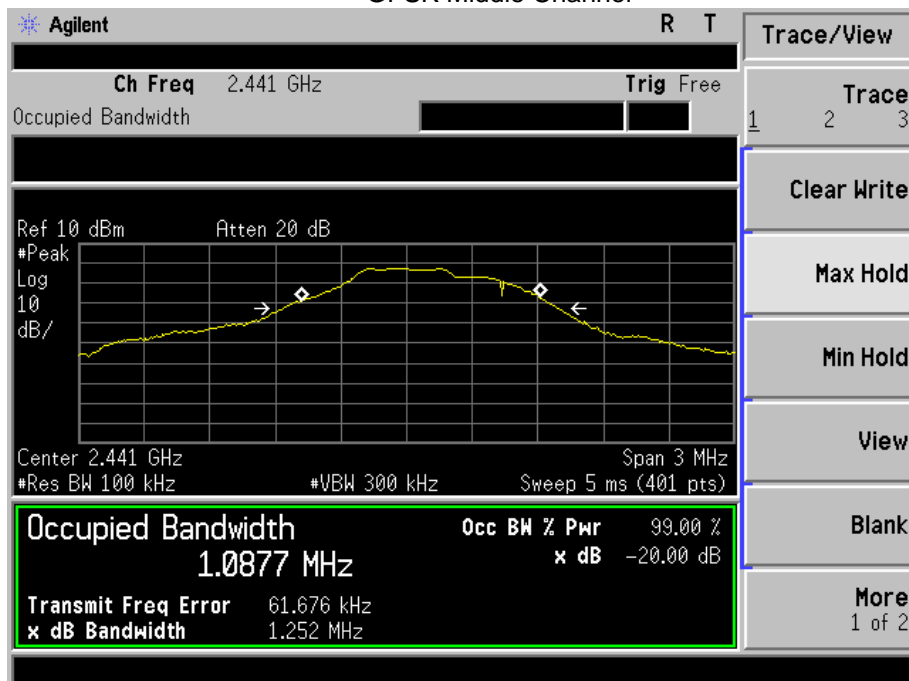 Agilent R T
Ch Freq 2.441 GHz Trig Free
Occupied Bandwidth
Ref 10 dBm Atten 20 dB
#Peak
Log
10
dB/
Center 2.441 GHz Span 3 MHz
#Res BW 100 kHz #VBW 300 kHz Sweep 5 ms (401 pts)
Occupied Bandwidth Occ BW % Pwr 99.00 %
1.0877 MHz x dB -20.00 dB
Transmit Freq Error 61.676 kHz
x dB Bandwidth 1.252 MHz
Trace/View
Trace
1 2 3
Clear Write
Max Hold
Min Hold
View
Blank
More
1 of 2